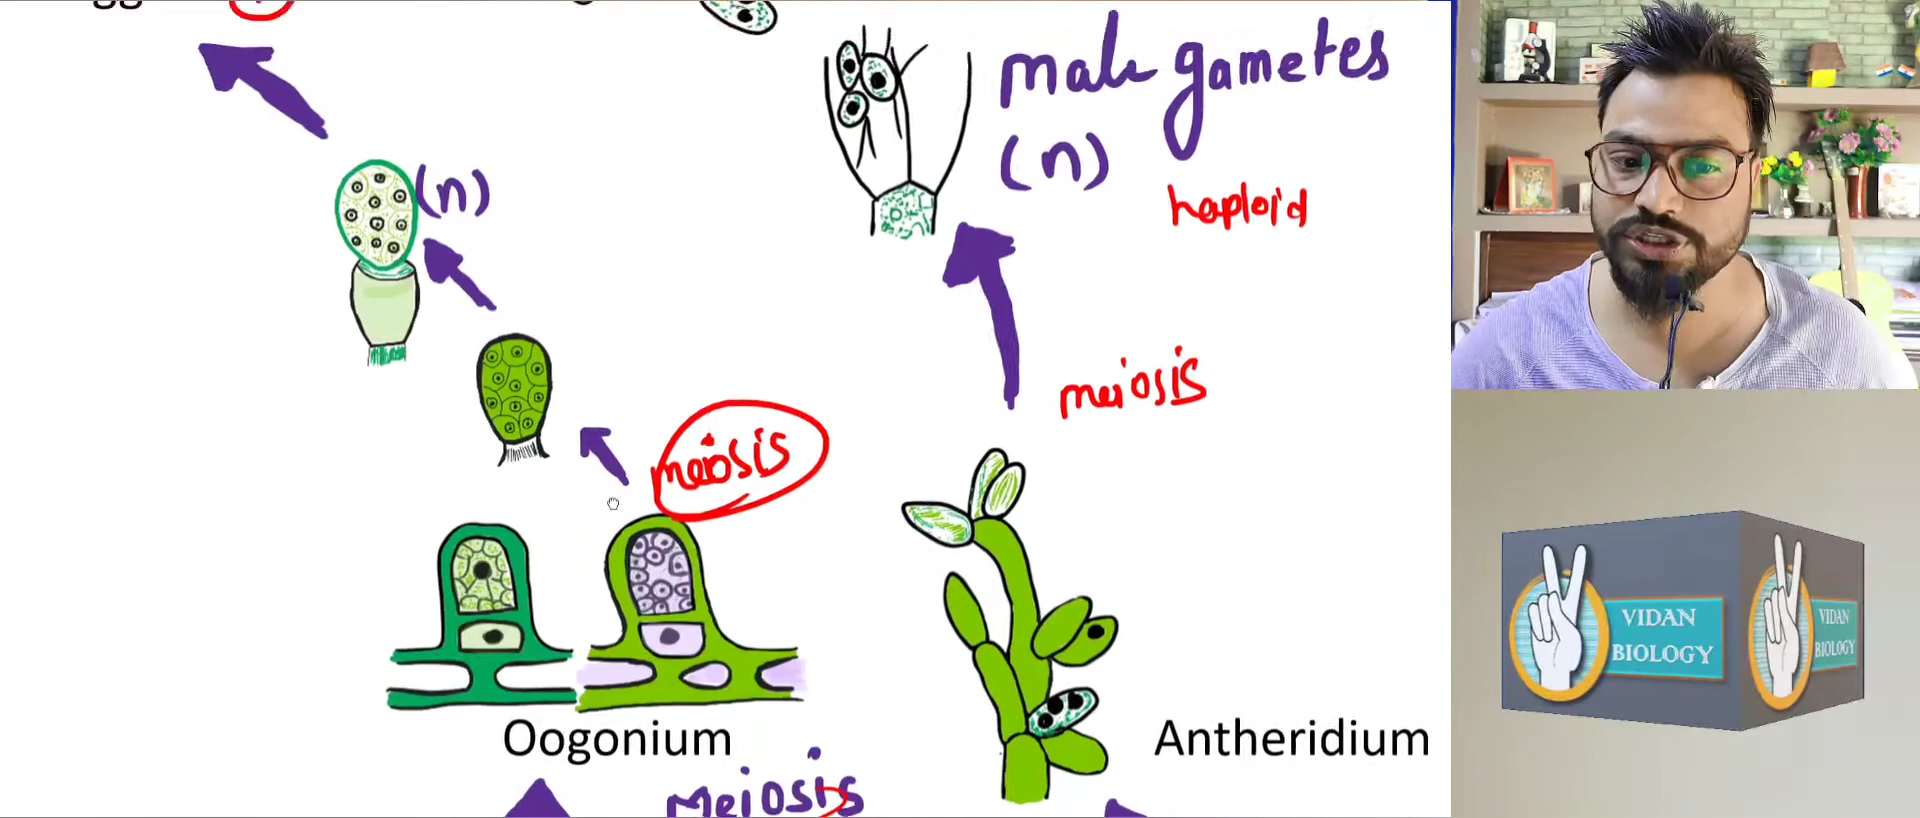 male gametes
(n)
haploid
(n)
meiosis
meiosis
Oogonium
Antheridium
Meiosis
VIDAN
BIOLOGY
VIDAN
BIOLOGY